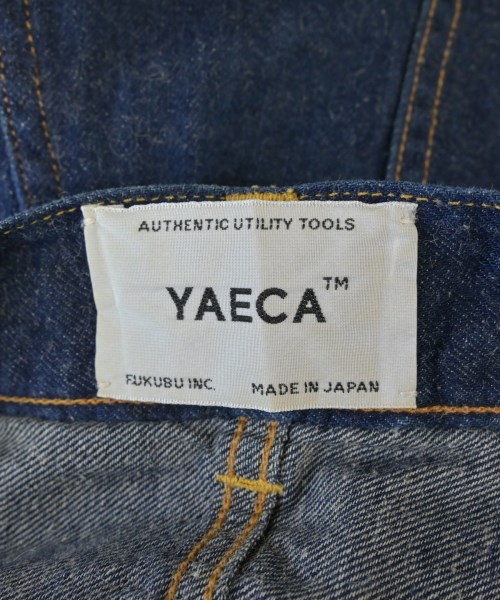 AUTHENTIC UTILITY TOOLS
YAECA™
FUKUBU INC. MADE IN JAPAN